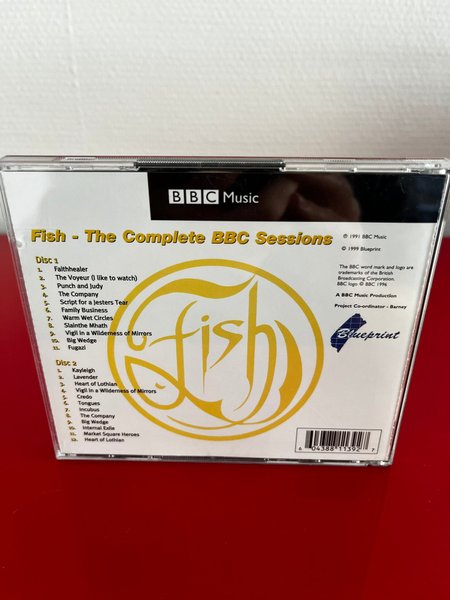 BBC Music
Fish - The Complete BBC Sessions
© 1991 BBC Music
© 1999 Blueprint
The BBC word mark and logo are
trademarks of the British
Broadcasting Corporation.
BBC logo © BBC 1996
A BBC Music Production
Project Co-ordinator - Barney
Blueprint
Disc 1
1. Faithhealer
2. The Voyeur (I like to watch)
3. Punch and Judy
4. The Company
5. Script for a Jesters Tear
6. Family Business
7. Warm Wet Circles
8. Slainthe Mhath
9. Vigil in a Wilderness of Mirrors
10. Big Wedge
11. Fugazi
Disc 2
1. Kayleigh
2. Lavender
3. Heart of Lothian
4. Vigil in a Wilderness of Mirrors
5. Credo
6. Tongues
7. Incubus
8. The Company
9. Big Wedge
10. Internal Exile
11. Market Square Heroes
12. Heart of Lothian
Fish
6 04388 11392 7